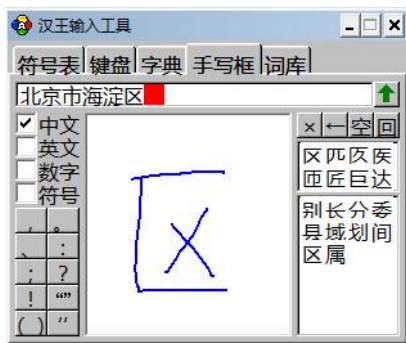 汉王输入工具
符号表 键盘 字典 手写框 词库
北京市海淀区
中文
英文
数字
符号
, 。
、 :
; ?
! “”
( ) 〃
区
× ← 空 回
区匹仄医
匝匠巨达
别长分委
县域划间
区属